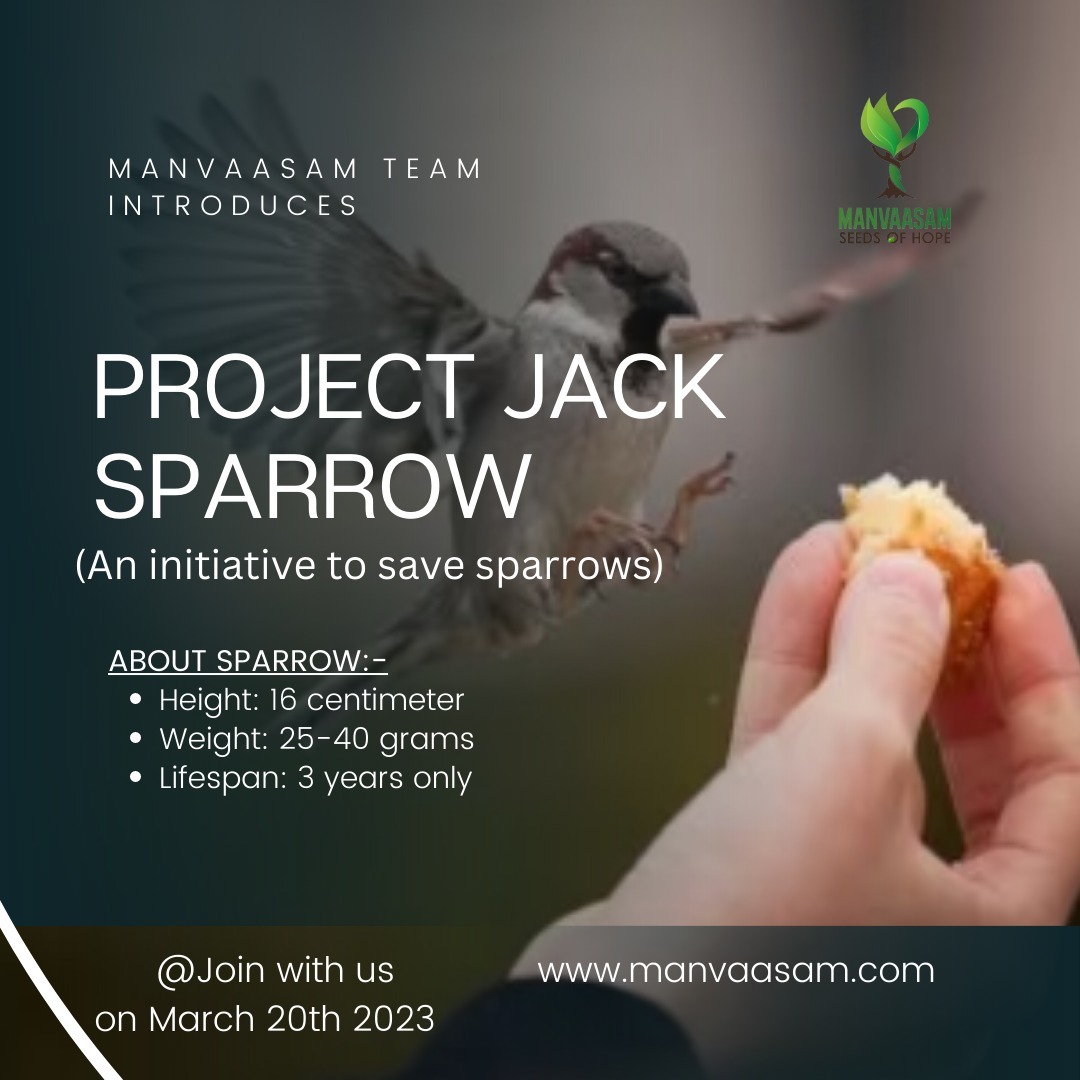 MANVAASAM TEAM
INTRODUCES
MANVAASAM
SEEDS OF HOPE
PROJECT JACK
SPARROW
(An initiative to save sparrows)
ABOUT SPARROW:-
• Height: 16 centimeter
• Weight: 25-40 grams
• Lifespan: 3 years only
@Join with us
on March 20th 2023
www.manvaasam.com